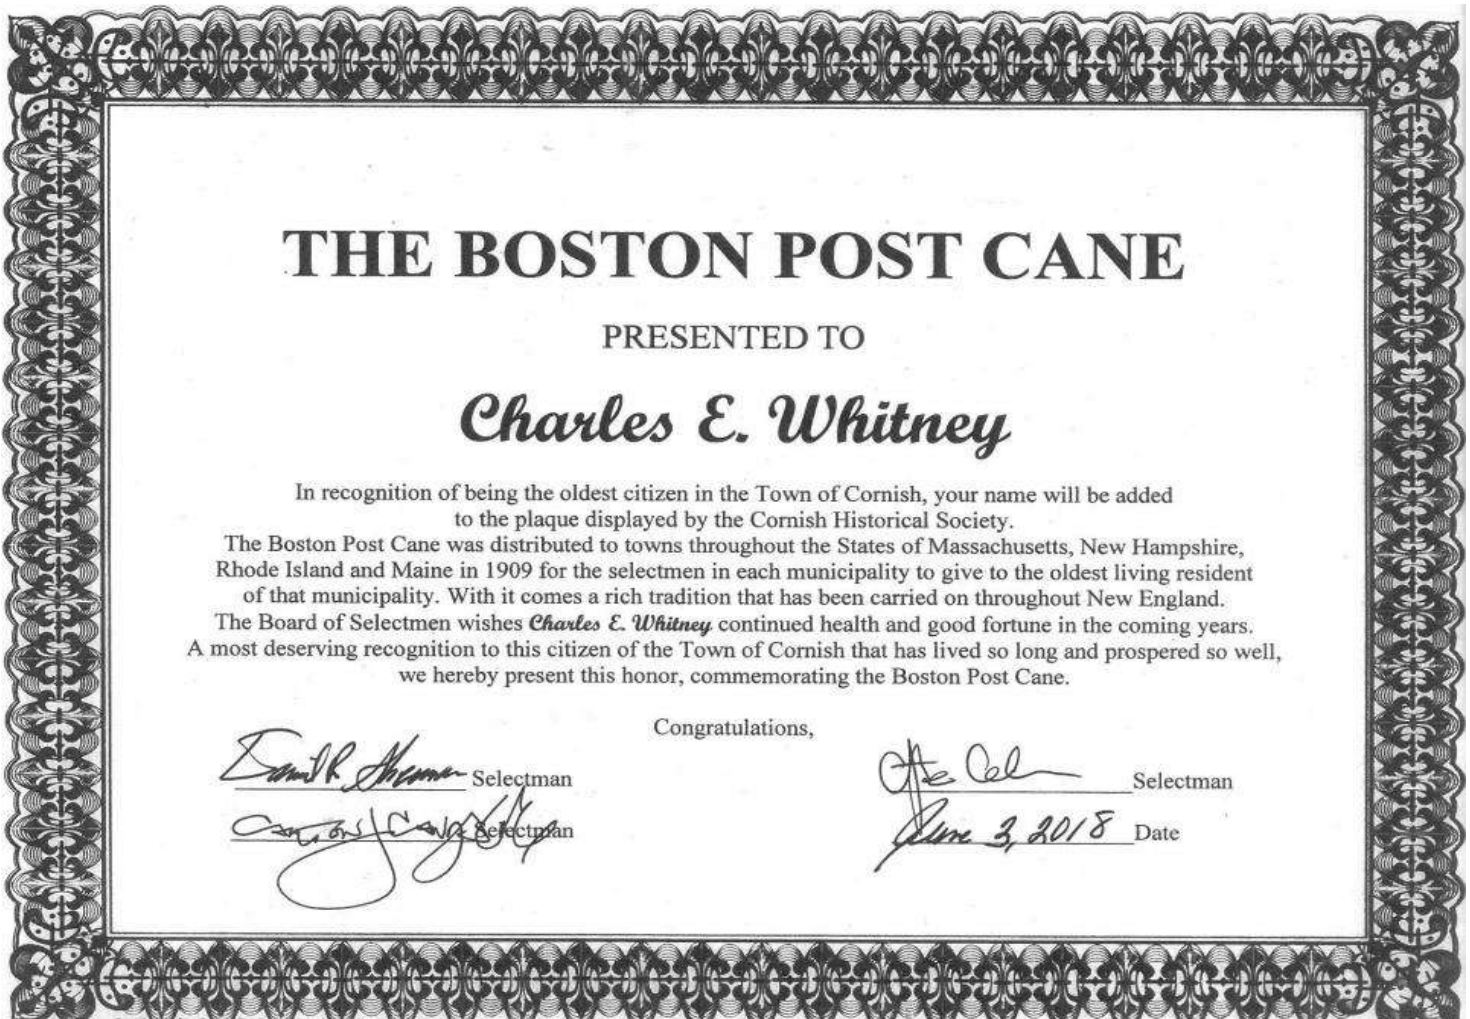 THE BOSTON POST CANE
PRESENTED TO
Charles E. Whitney
In recognition of being the oldest citizen in the Town of Cornish, your name will be added
to the plaque displayed by the Cornish Historical Society.
The Boston Post Cane was distributed to towns throughout the States of Massachusetts, New Hampshire,
Rhode Island and Maine in 1909 for the selectmen in each municipality to give to the oldest living resident
of that municipality. With it comes a rich tradition that has been carried on throughout New England.
The Board of Selectmen wishes Charles E. Whitney continued health and good fortune in the coming years.
A most deserving recognition to this citizen of the Town of Cornish that has lived so long and prospered so well,
we hereby present this honor, commemorating the Boston Post Cane.
Congratulations,
Selectman
Selectman
Selectman
June 3, 2018 Date